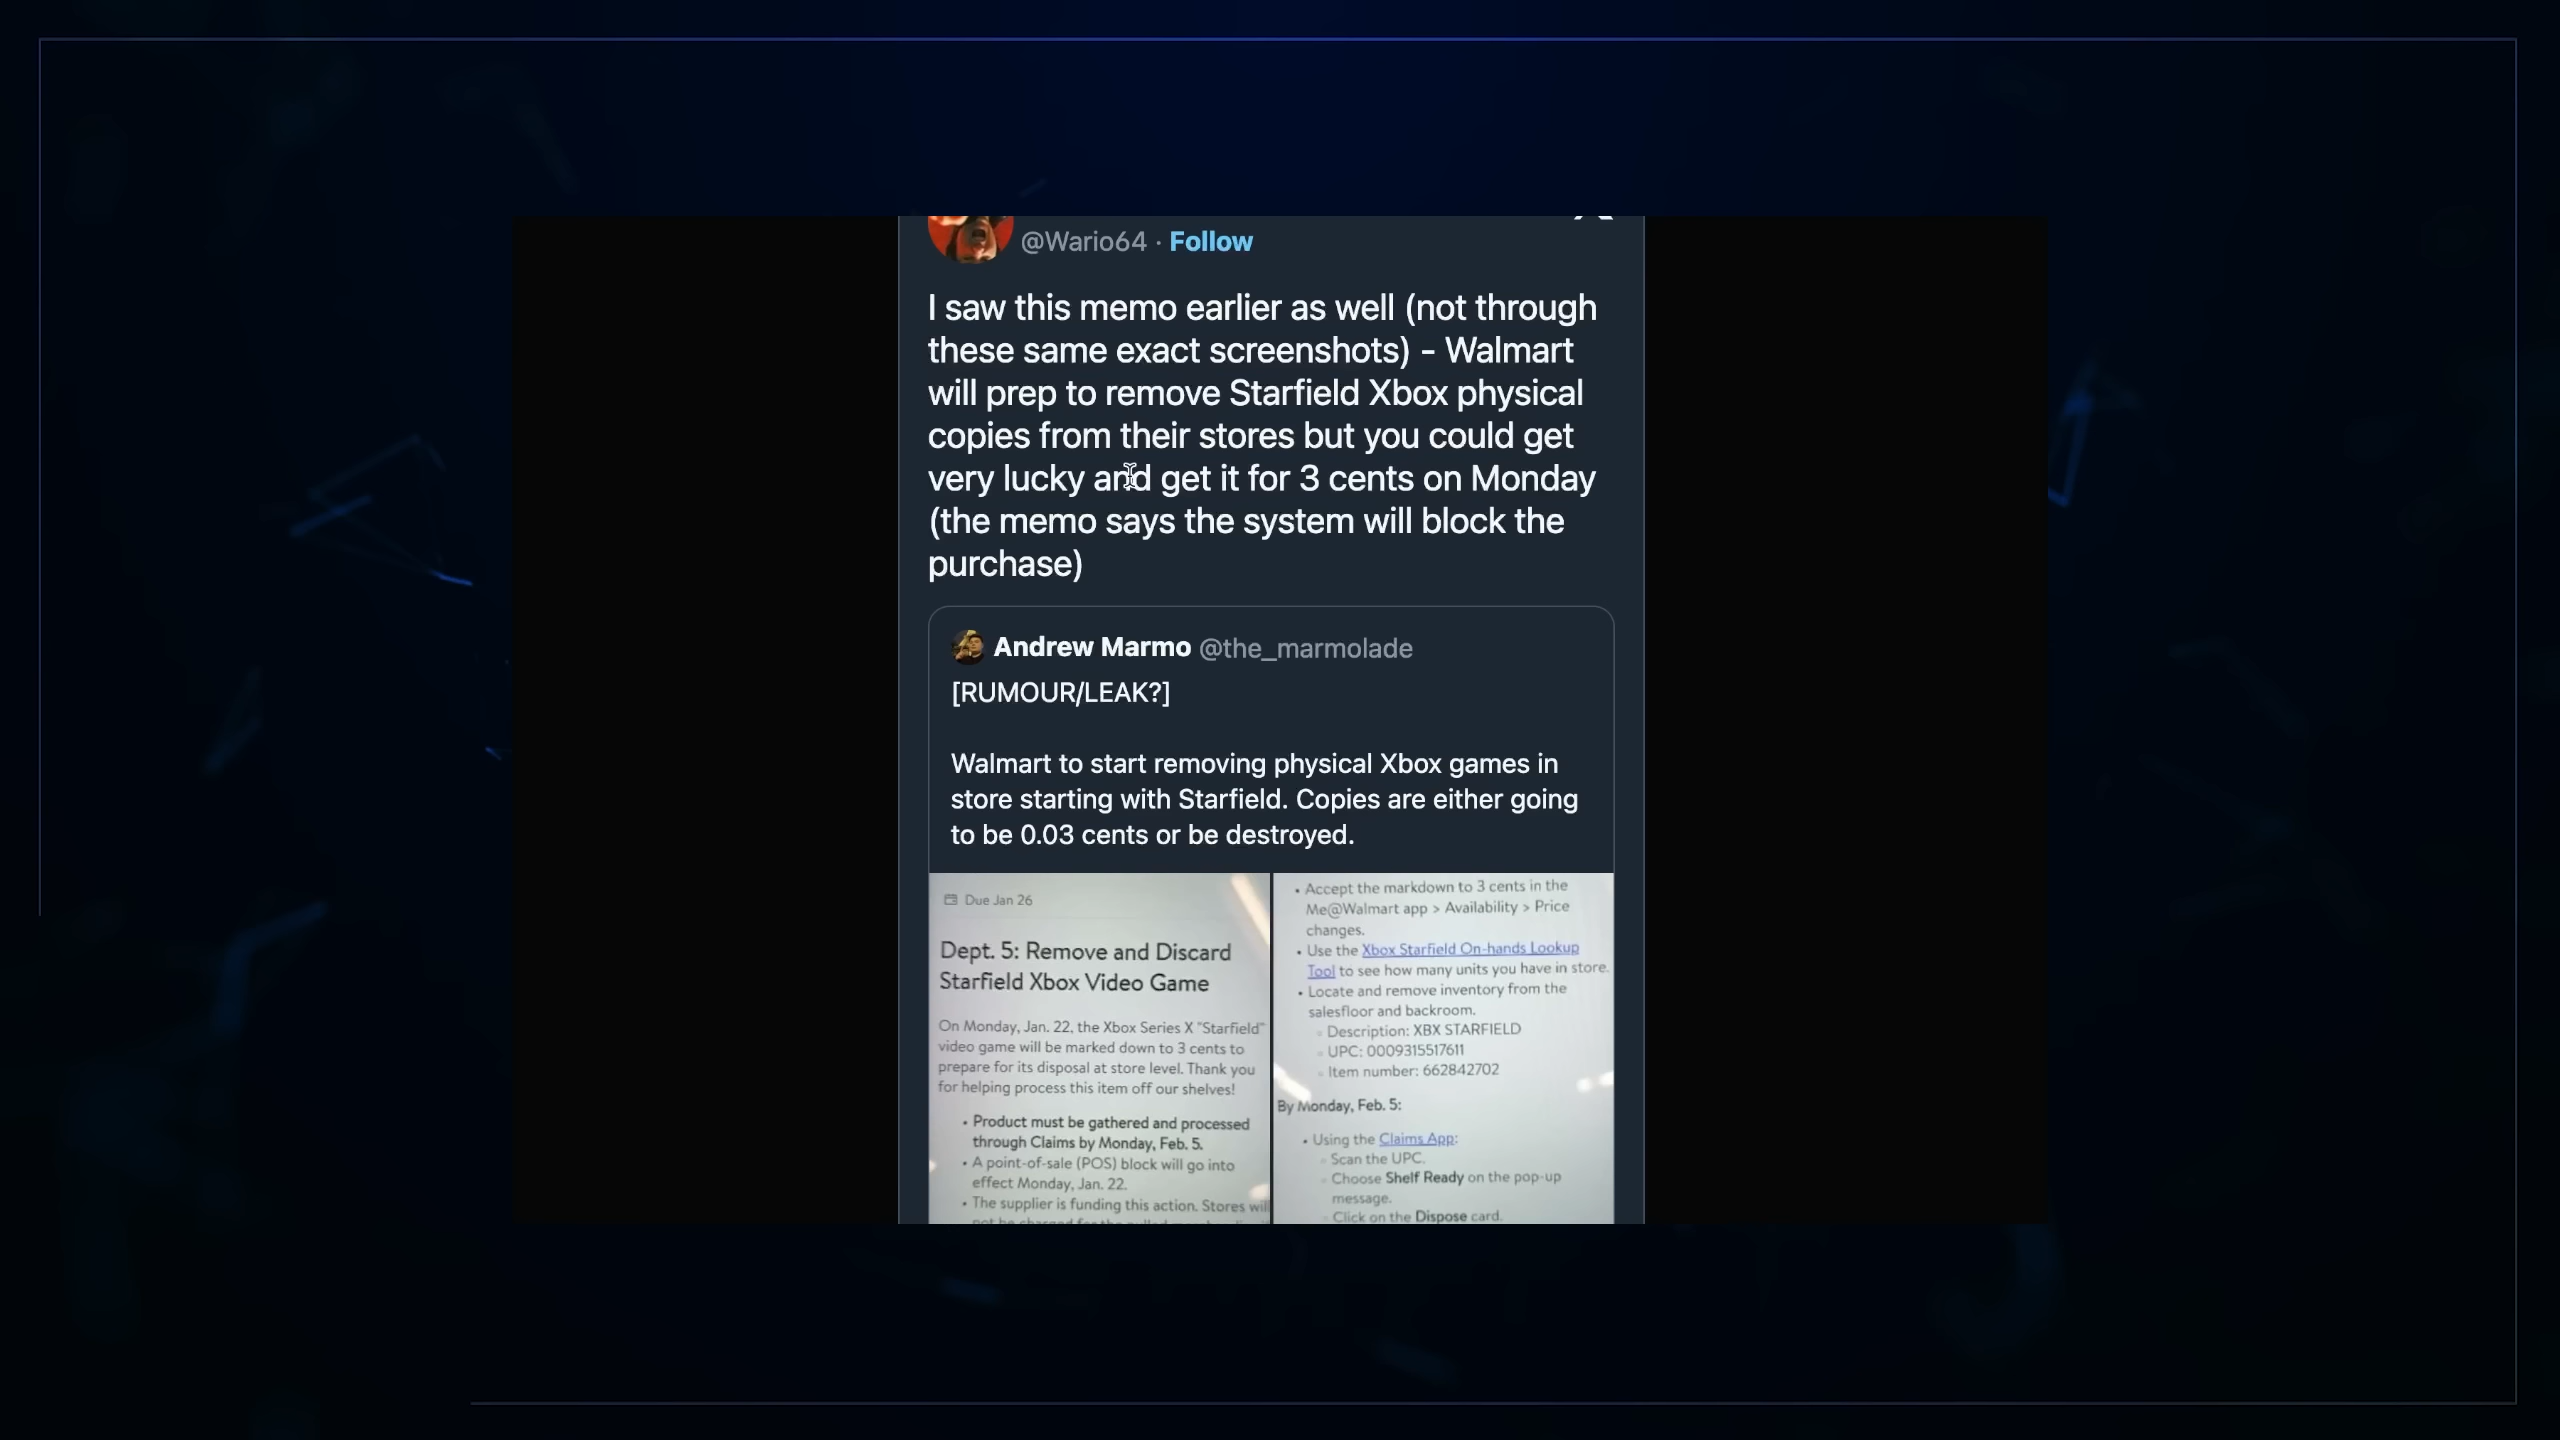 @Wario64 · Follow
I saw this memo earlier as well (not through
these same exact screenshots) - Walmart
will prep to remove Starfield Xbox physical
copies from their stores but you could get
very lucky and get it for 3 cents on Monday
(the memo says the system will block the
purchase)
Andrew Marmo @the_marmolade
[RUMOUR/LEAK?]
Walmart to start removing physical Xbox games in
store starting with Starfield. Copies are either going
to be 0.03 cents or be destroyed.
Due Jan 26
Dept. 5: Remove and Discard
Starfield Xbox Video Game
On Monday, Jan. 22, the Xbox Series X "Starfield"
video game will be marked down to 3 cents to
prepare for its disposal at store level. Thank you
for helping process this item off our shelves!
• Product must be gathered and processed
through Claims by Monday, Feb. 5.
• A point-of-sale (POS) block will go into
effect Monday, Jan. 22.
• The supplier is funding this action. Stores will
• Accept the markdown to 3 cents in the
Me@Walmart app > Availability > Price
changes.
• Use the Xbox Starfield On-hands Lookup
Tool to see how many units you have in store.
• Locate and remove inventory from the
salesfloor and backroom.
Description: XBX STARFIELD
UPC: 0009315517611
Item number: 662842702
By Monday, Feb. 5:
• Using the Claims App:
Scan the UPC.
Choose Shelf Ready on the pop-up
message.
Click on the Dispose card.